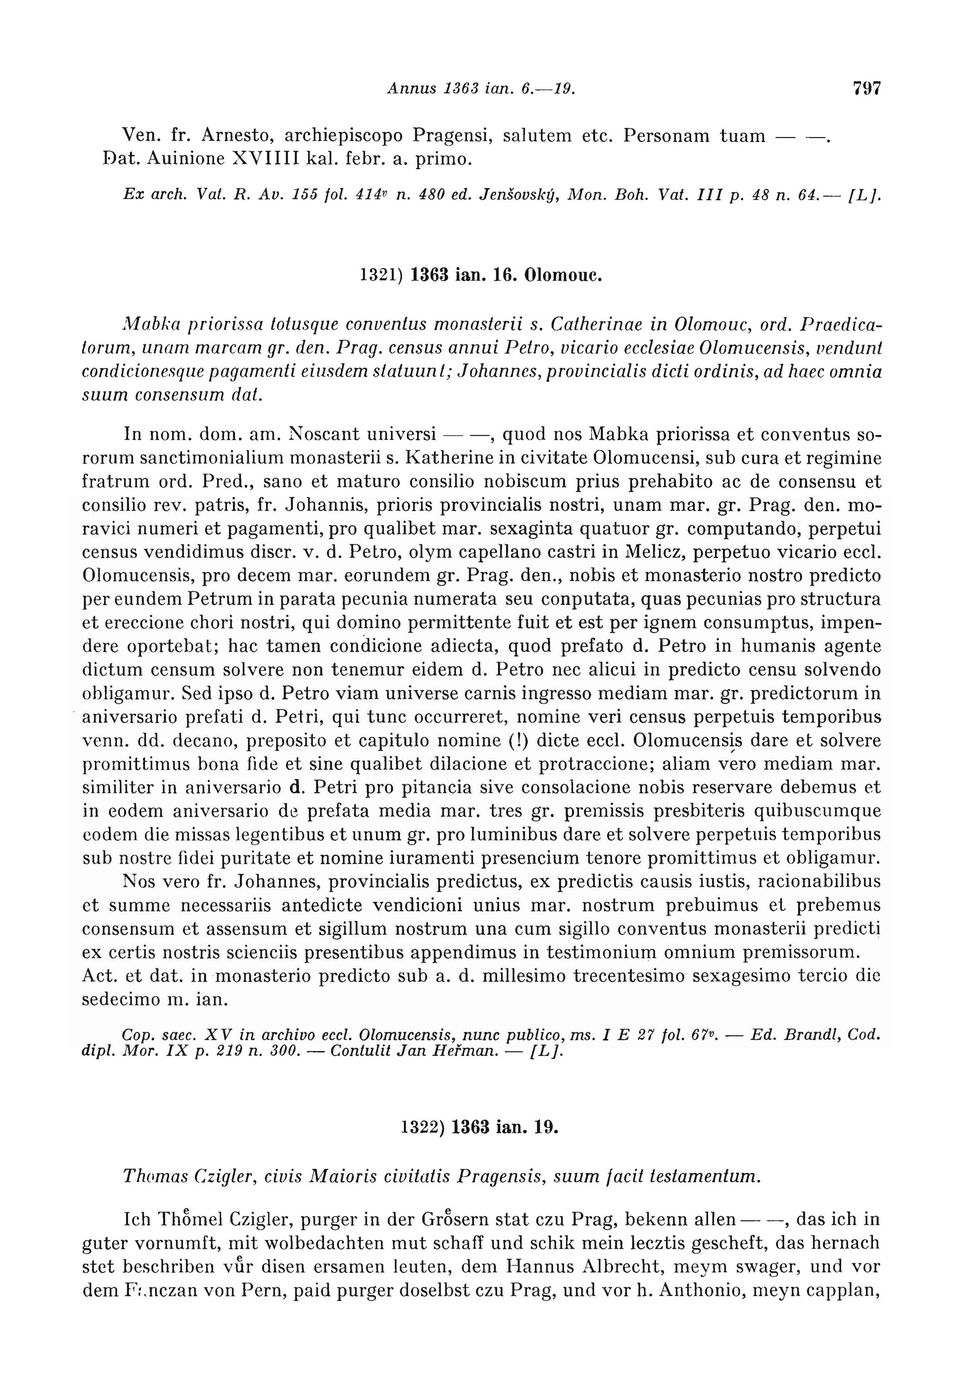 Annus 1363 ian. 6.—19. 797
Ven. fr. Arnesto, archiepiscopo Pragensi, salutem etc. Personam tuam — —.
Dat. Auinione XVIIII kal. febr. a. primo.
Ex arch. Vat. R. Av. 155 fol. 414v n. 480 ed. Jenšovský, Mon. Boh. Vat. III p. 48 n. 64.— [L].
1321) 1363 ian. 16. Olomouc.
Mabka priorissa totusque conventus monasterii s. Catherinae in Olomouc, ord. Praedica-
torum, unam marcam gr. den. Prag. census annui Petro, vicario ecclesiae Olomucensis, vendunt
condicionesque pagamenti eiusdem statuunt; Johannes, provincialis dicti ordinis, ad haec omnia
suum consensum dat.
In nom. dom. am. Noscant universi — —, quod nos Mabka priorissa et conventus so-
rorum sanctimonialium monasterii s. Katherine in civitate Olomucensi, sub cura et regimine
fratrum ord. Pred., sano et maturo consilio nobiscum prius prehabito ac de consensu et
consilio rev. patris, fr. Johannis, prioris provincialis nostri, unam mar. gr. Prag. den. mo-
ravici numeri et pagamenti, pro qualibet mar. sexaginta quatuor gr. computando, perpetui
census vendidimus discr. v. d. Petro, olym capellano castri in Melicz, perpetuo vicario eccl.
Olomucensis, pro decem mar. eorundem gr. Prag. den., nobis et monasterio nostro predicto
per eundem Petrum in parata pecunia numerata seu conputata, quas pecunias pro structura
et ereccione chori nostri, qui domino permittente fuit et est per ignem consumptus, impen-
dere oportebat; hac tamen condicione adiecta, quod prefato d. Petro in humanis agente
dictum censum solvere non tenemur eidem d. Petro nec alicui in predicto censu solvendo
obligamur. Sed ipso d. Petro viam universe carnis ingresso mediam mar. gr. predictorum in
aniversario prefati d. Petri, qui tunc occurreret, nomine veri census perpetuis temporibus
venn. dd. decano, preposito et capitulo nomine (!) dicte eccl. Olomucensis dare et solvere
promittimus bona fide et sine qualibet dilacione et protraccione; aliam vero mediam mar.
similiter in aniversario d. Petri pro pitancia sive consolacione nobis reservare debemus et
in eodem aniversario de prefata media mar. tres gr. premissis presbiteris quibuscumque
eodem die missas legentibus et unum gr. pro luminibus dare et solvere perpetuis temporibus
sub nostre fidei puritate et nomine iuramenti presencium tenore promittimus et obligamur.
Nos vero fr. Johannes, provincialis predictus, ex predictis causis iustis, racionabilibus
et summe necessariis antedicte vendicioni unius mar. nostrum prebuimus et prebemus
consensum et assensum et sigillum nostrum una cum sigillo conventus monasterii predicti
ex certis nostris scienciis presentibus appendimus in testimonium omnium premissorum.
Act. et dat. in monasterio predicto sub a. d. millesimo trecentesimo sexagesimo tercio die
sedecimo m. ian.
Cop. saec. XV in archivo eccl. Olomucensis, nunc publico, ms. I E 27 fol. 67v. — Ed. Brandl, Cod.
dipl. Mor. IX p. 219 n. 300. — Contulit Jan Heřman. — [L].
1322) 1363 ian. 19.
Thomas Czigler, civis Maioris civitatis Pragensis, suum facit testamentum.
Ich Thoͤmel Czigler, purger in der Groͤsern stat czu Prag, bekenn allen — —, das ich in
guter vornumft, mit wolbedachten mut schaff und schik mein lecztis gescheft, das hernach
stet beschriben vuͤr disen ersamen leuten, dem Hannus Albrecht, meym swager, und vor
dem von Pern, paid purger doselbst czu Prag, und vor h. Anthonio, meyn capplan,